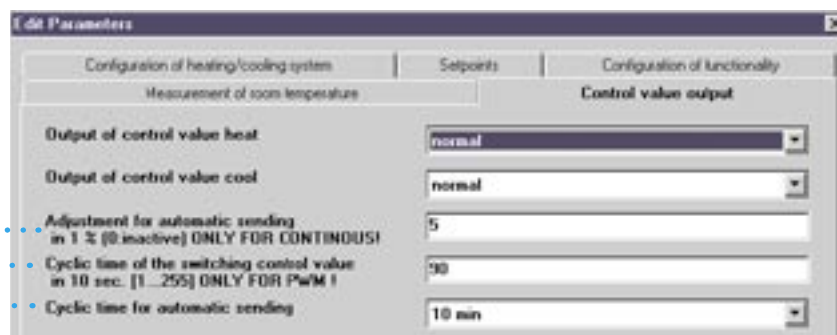 Edit Parameters
Configuraion of heating/cooling system
Setpoints
Configuration of functionality
Measurement of room temperature
Control value output
Output of control value heat
normal
Output of control value cool
normal
Adjustment for automatic sending
in 1 % (0:inactive) ONLY FOR CONTINOUS!
5
Cyclic time of the switching control value
in 10 sec. [1...255] ONLY FOR PWM !
90
Cyclic time for automatic sending
10 min